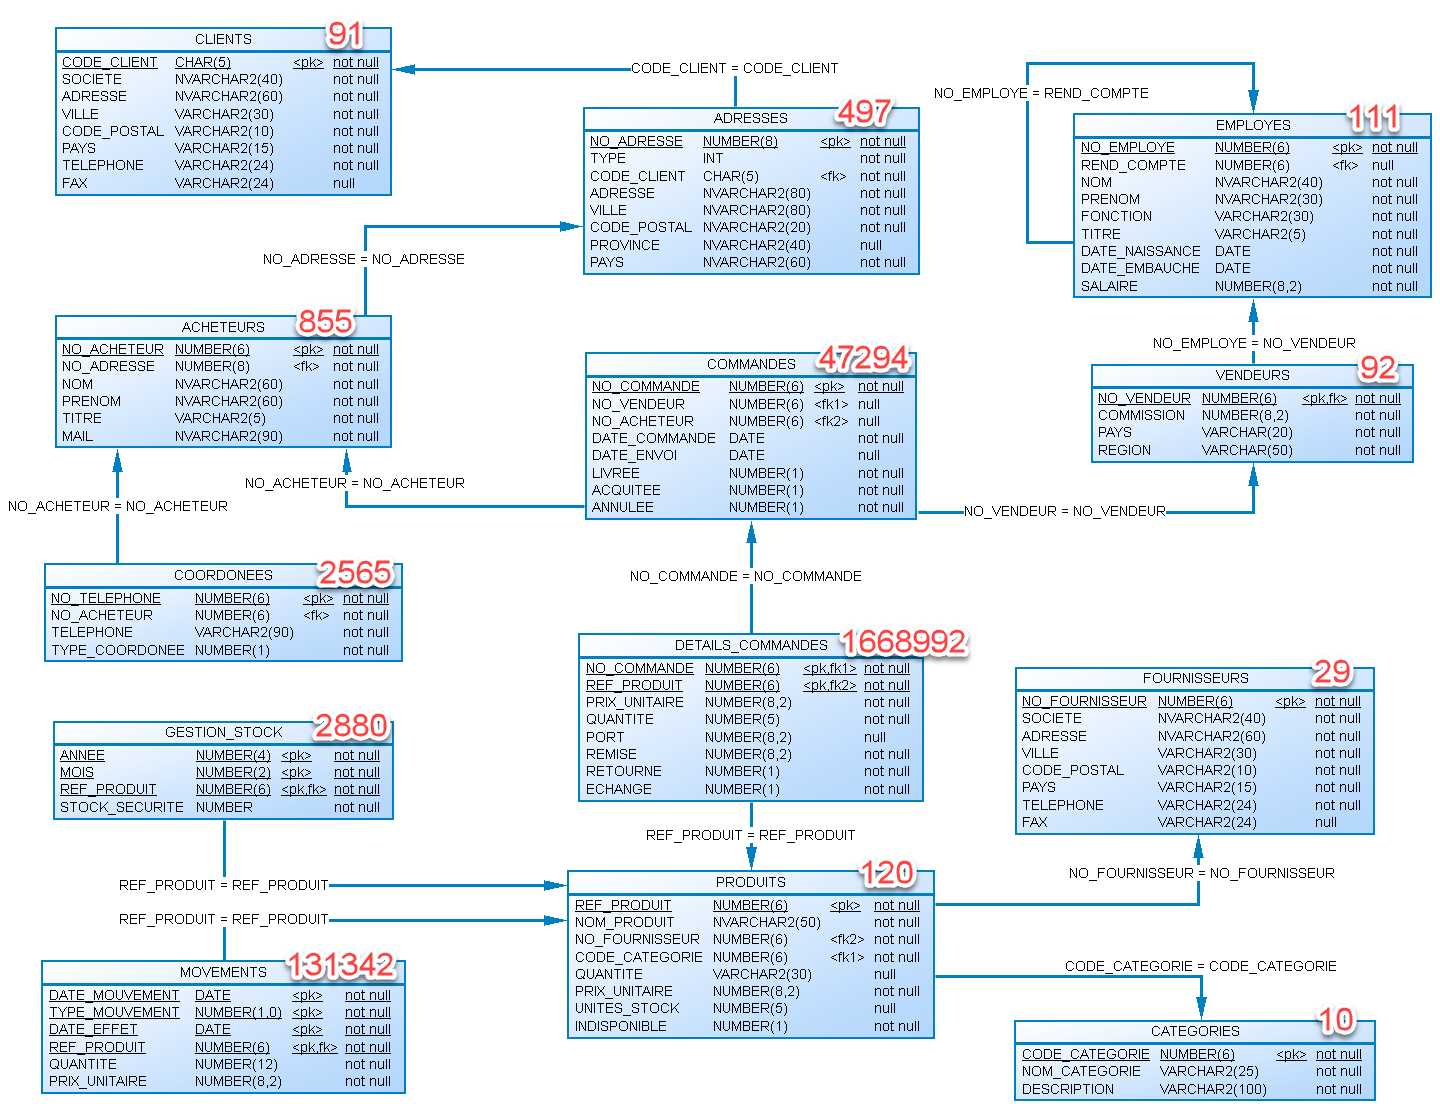 CLIENTS 91
CODE_CLIENT CHAR(5) <pk> not null
SOCIETE NVARCHAR2(40) not null
ADRESSE NVARCHAR2(60) not null
VILLE VARCHAR2(30) not null
CODE_POSTAL VARCHAR2(10) not null
PAYS VARCHAR2(15) not null
TELEPHONE VARCHAR2(24) not null
FAX VARCHAR2(24) null
CODE_CLIENT = CODE_CLIENT
ADRESSES 497
NO_ADRESSE NUMBER(8) <pk> not null
TYPE INT not null
CODE_CLIENT CHAR(5) <fk> not null
ADRESSE NVARCHAR2(80) not null
VILLE NVARCHAR2(80) not null
CODE_POSTAL NVARCHAR2(20) not null
PROVINCE NVARCHAR2(40) null
PAYS NVARCHAR2(60) not null
NO_EMPLOYE = REND_COMPTE
EMPLOYES 111
NO_EMPLOYE NUMBER(6) <pk> not null
REND_COMPTE NUMBER(6) <fk> null
NOM NVARCHAR2(40) not null
PRENOM NVARCHAR2(30) not null
FONCTION VARCHAR2(30) not null
TITRE VARCHAR2(5) not null
DATE_NAISSANCE DATE not null
DATE_EMBAUCHE DATE not null
SALAIRE NUMBER(8,2) not null
NO_ADRESSE = NO_ADRESSE
ACHETEURS 855
NO_ACHETEUR NUMBER(6) <pk> not null
NO_ADRESSE NUMBER(8) <fk> not null
NOM NVARCHAR2(60) not null
PRENOM NVARCHAR2(60) not null
TITRE VARCHAR2(5) not null
MAIL NVARCHAR2(90) not null
COMMANDES 47294
NO_COMMANDE NUMBER(6) <pk> not null
NO_VENDEUR NUMBER(6) <fk1> null
NO_ACHETEUR NUMBER(6) <fk2> null
DATE_COMMANDE DATE not null
DATE_ENVOI DATE null
LIVREE NUMBER(1) not null
ACQUITEE NUMBER(1) not null
ANNULEE NUMBER(1) not null
NO_EMPLOYE = NO_VENDEUR
VENDEURS 92
NO_VENDEUR NUMBER(6) <pk,fk> not null
COMMISSION NUMBER(8,2) not null
PAYS VARCHAR(20) not null
REGION VARCHAR(50) not null
NO_ACHETEUR = NO_ACHETEUR
NO_ACHETEUR = NO_ACHETEUR
NO_VENDEUR = NO_VENDEUR
COORDONEES 2565
NO_TELEPHONE NUMBER(6) <pk> not null
NO_ACHETEUR NUMBER(6) <fk> not null
TELEPHONE VARCHAR2(90) not null
TYPE_COORDONEE NUMBER(1) not null
NO_COMMANDE = NO_COMMANDE
DETAILS_COMMANDES 1668992
NO_COMMANDE NUMBER(6) <pk,fk1> not null
REF_PRODUIT NUMBER(6) <pk,fk2> not null
PRIX_UNITAIRE NUMBER(8,2) not null
QUANTITE NUMBER(5) not null
PORT NUMBER(8,2) null
REMISE NUMBER(8,2) not null
RETOURNE NUMBER(1) not null
ECHANGE NUMBER(1) not null
FOURNISSEURS 29
NO_FOURNISSEUR NUMBER(6) <pk> not null
SOCIETE NVARCHAR2(40) not null
ADRESSE NVARCHAR2(60) not null
VILLE VARCHAR2(30) not null
CODE_POSTAL VARCHAR2(10) not null
PAYS VARCHAR2(15) not null
TELEPHONE VARCHAR2(24) not null
FAX VARCHAR2(24) null
GESTION_STOCK 2880
ANNEE NUMBER(4) <pk> not null
MOIS NUMBER(2) <pk> not null
REF_PRODUIT NUMBER(6) <pk,fk> not null
STOCK_SECURITE NUMBER not null
REF_PRODUIT = REF_PRODUIT
REF_PRODUIT = REF_PRODUIT
REF_PRODUIT = REF_PRODUIT
NO_FOURNISSEUR = NO_FOURNISSEUR
PRODUITS 120
REF_PRODUIT NUMBER(6) <pk> not null
NOM_PRODUIT NVARCHAR2(50) not null
NO_FOURNISSEUR NUMBER(6) <fk2> not null
CODE_CATEGORIE NUMBER(6) <fk1> not null
QUANTITE VARCHAR2(30) null
PRIX_UNITAIRE NUMBER(8,2) not null
UNITES_STOCK NUMBER(5) null
INDISPONIBLE NUMBER(1) not null
MOVEMENTS 131342
DATE_MOUVEMENT DATE <pk> not null
TYPE_MOUVEMENT NUMBER(1,0) <pk> not null
DATE_EFFET DATE <pk> not null
REF_PRODUIT NUMBER(6) <pk,fk> not null
QUANTITE NUMBER(12) not null
PRIX_UNITAIRE NUMBER(8,2) not null
CODE_CATEGORIE = CODE_CATEGORIE
CATEGORIES 10
CODE_CATEGORIE NUMBER(6) <pk> not null
NOM_CATEGORIE VARCHAR2(25) not null
DESCRIPTION VARCHAR2(100) not null